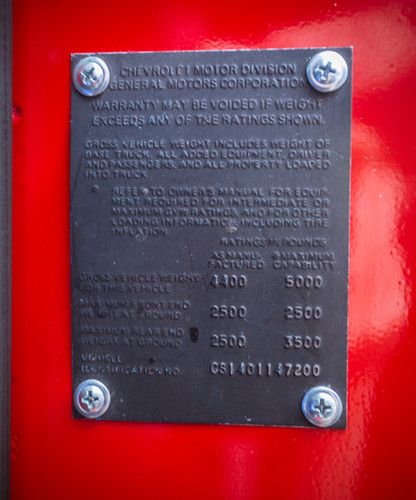 CHEVROLET MOTOR DIVISION
GENERAL MOTORS CORPORATION
WARRANTY MAY BE VOIDED IF WEIGHT
EXCEEDS ANY OF THE RATINGS SHOWN.
GROSS VEHICLE WEIGHT INCLUDES WEIGHT OF
BASE TRUCK, ALL ADDED EQUIPMENT, DRIVER
AND PASSENGERS, AND ALL PROPERTY LOADED
INTO TRUCK.
REFER TO OWNER'S MANUAL FOR EQUIP-
MENT REQUIRED FOR INTERMEDIATE OR
MAXIMUM GVW RATINGS, AND FOR OTHER
LOADING INFORMATION INCLUDING TIRE
INFLATION.
RATINGS IN POUNDS
AS MANU- MAXIMUM
FACTURED CAPABILITY
GROSS VEHICLE WEIGHT 4400 5000
FOR THIS VEHICLE
MAXIMUM FRONT END 2500 2500
WEIGHT AT GROUND
MAXIMUM REAR END 2500 3500
WEIGHT AT GROUND
VEHICLE
IDENTIFICATION NO. CS1401147200